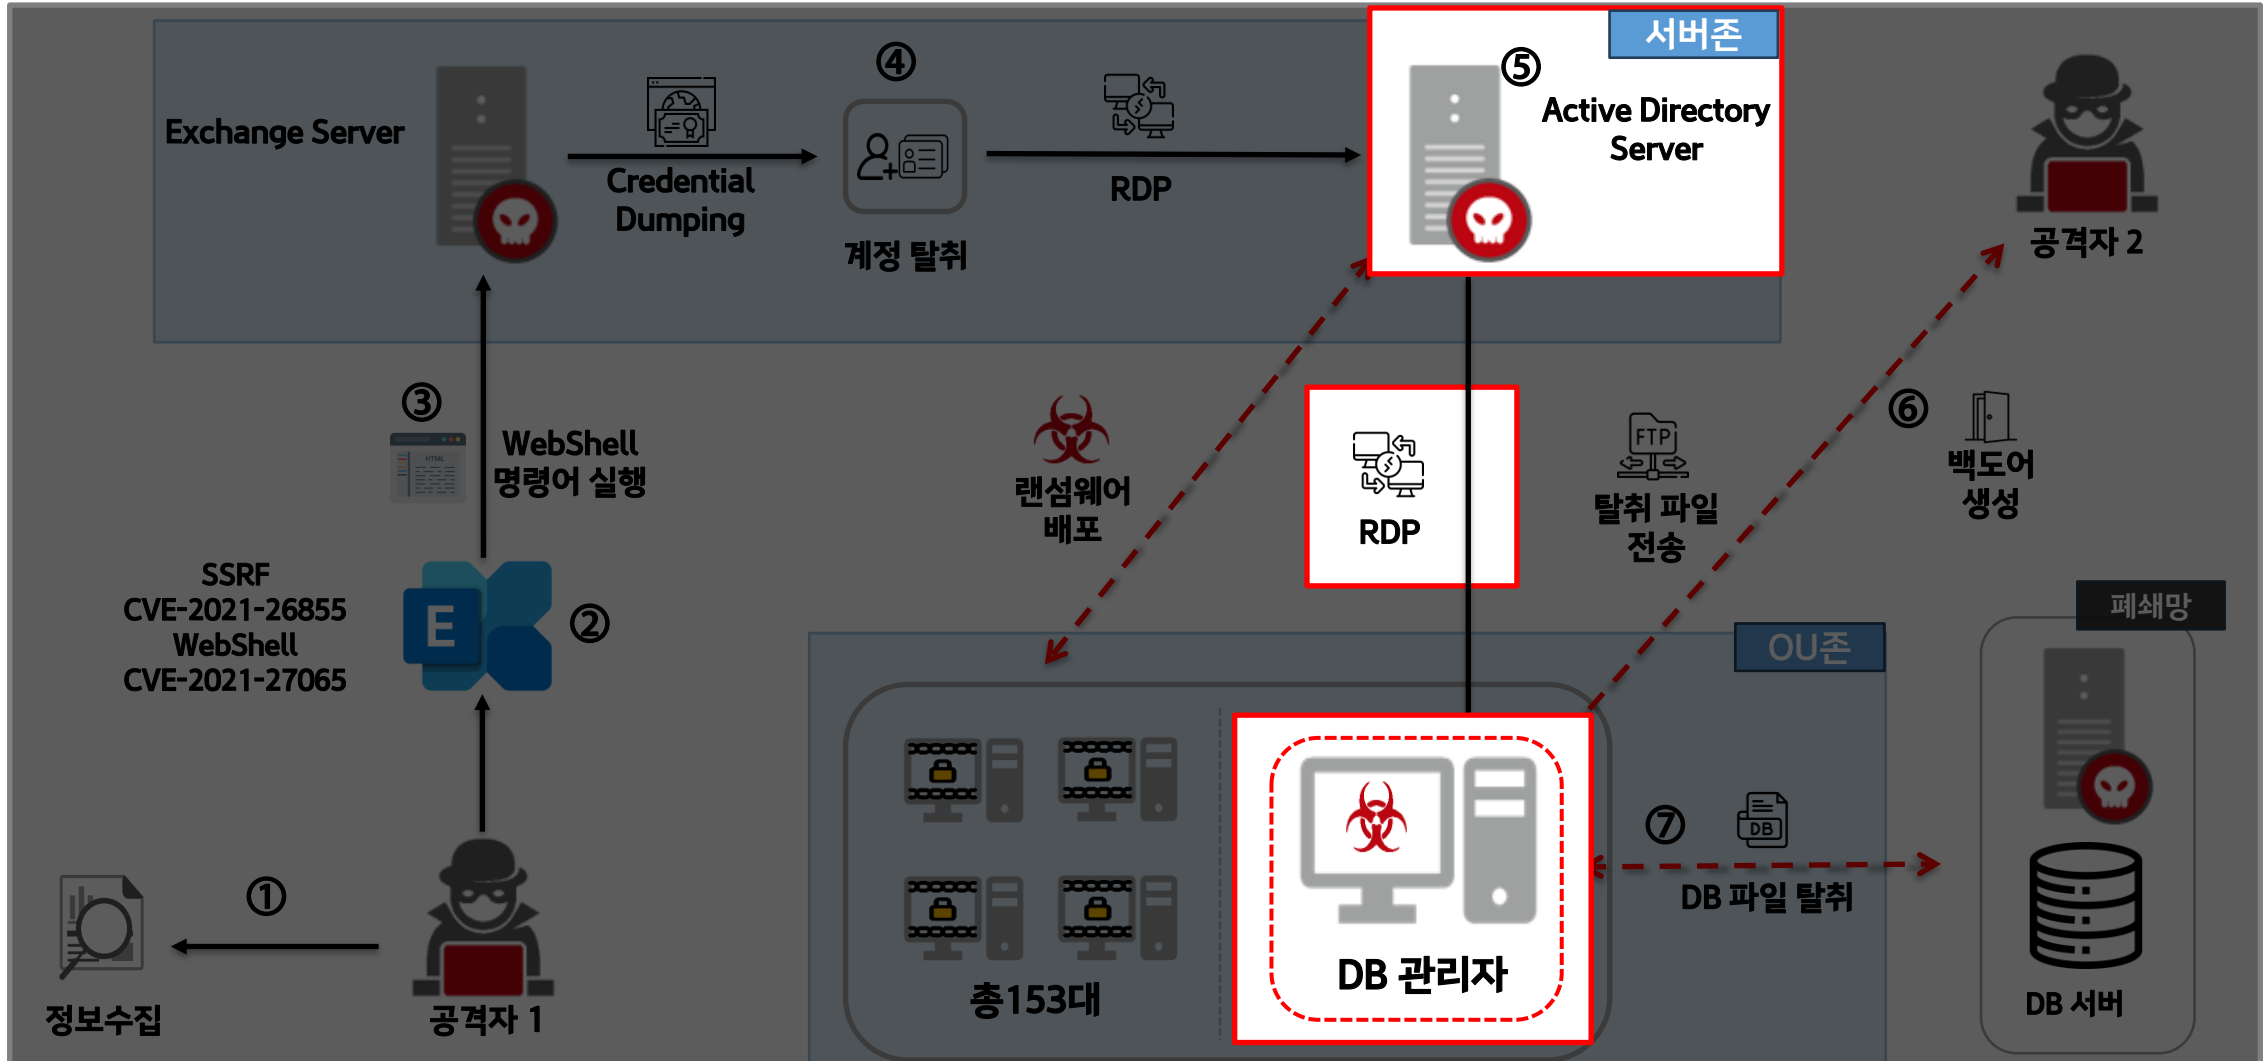 서버존
④
⑤
Exchange Server
Active Directory
Server
Credential
Dumping
RDP
계정 탈취
공격자 2
③
WebShell
명령어 실행
HTML
랜섬웨어
배포
RDP
FTP
탈취 파일
전송
⑥
백도어
생성
SSRF
CVE-2021-26855
WebShell
CVE-2021-27065
E
②
폐쇄망
OU존
⑦
DB
DB 파일 탈취
①
정보수집
공격자 1
총153대
DB 관리자
DB 서버